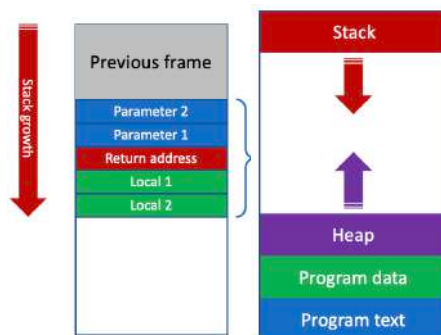 Stack growth
Previous frame
Parameter 2
Parameter 1
Return address
Local 1
Local 2
Stack
Heap
Program data
Program text